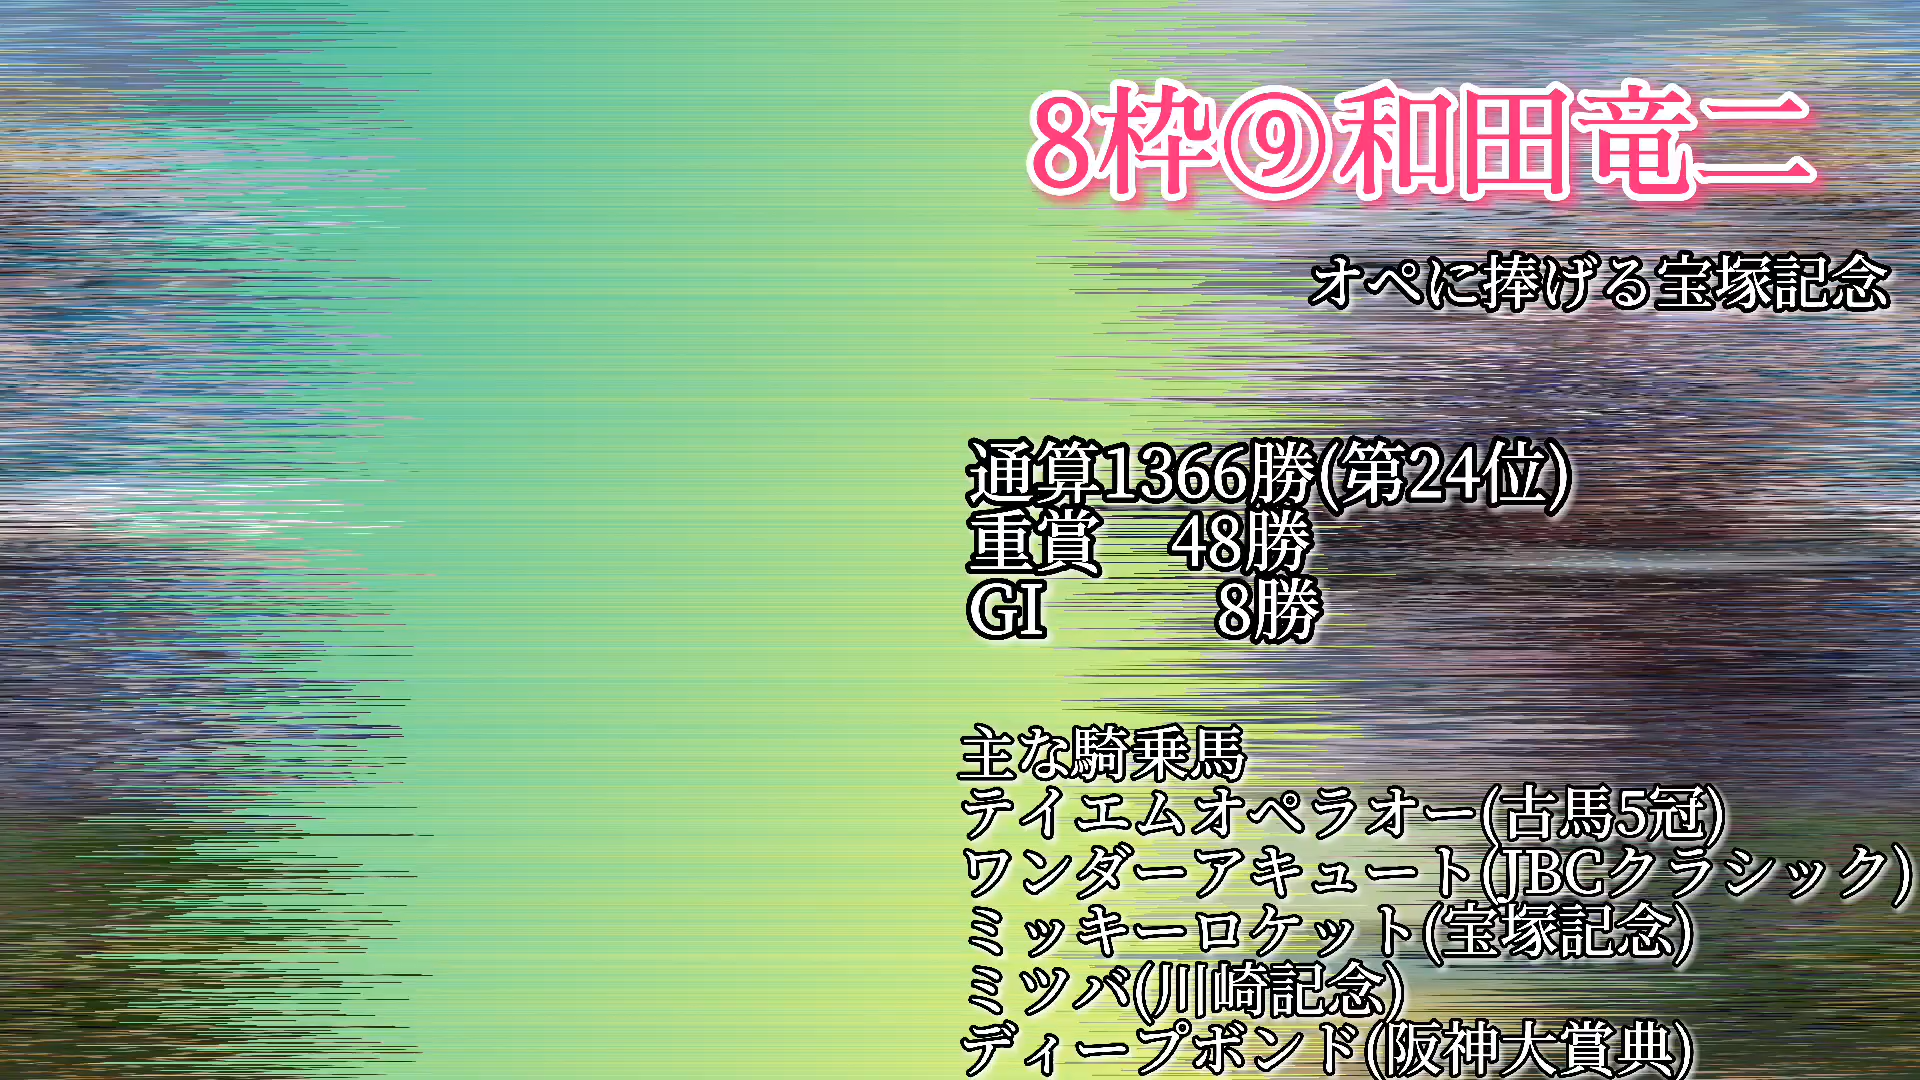 8枠⑨和田竜二
オペに捧げる宝塚記念
通算1366勝(第24位)
重賞　48勝
GI　　8勝
主な騎乗馬
テイエムオペラオー(古馬5冠)
ワンダーアキュート(JBCクラシック)
ミッキーロケット(宝塚記念)
ミツバ(川崎記念)
ディープボンド(阪神大賞典)